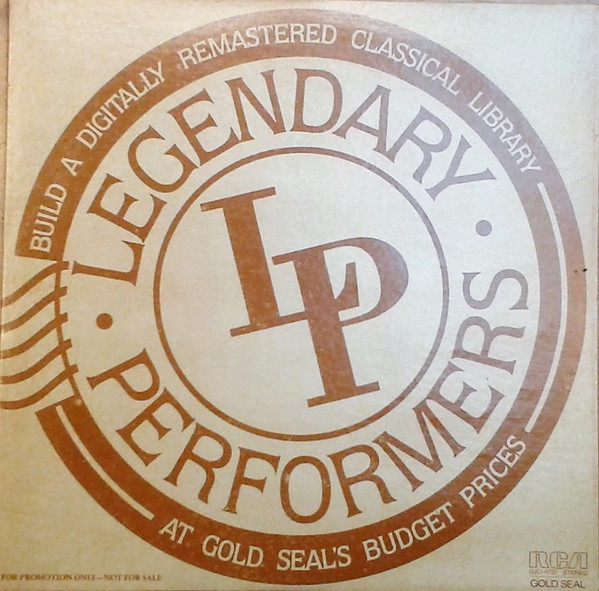 BUILD A DIGITALLY REMASTERED CLASSICAL LIBRARY
LEGENDARY
LP
PERFORMERS
AT GOLD SEAL'S BUDGET PRICES
FOR PROMOTION ONLY—NOT FOR SALE
RCA
STEREO
GOLD SEAL